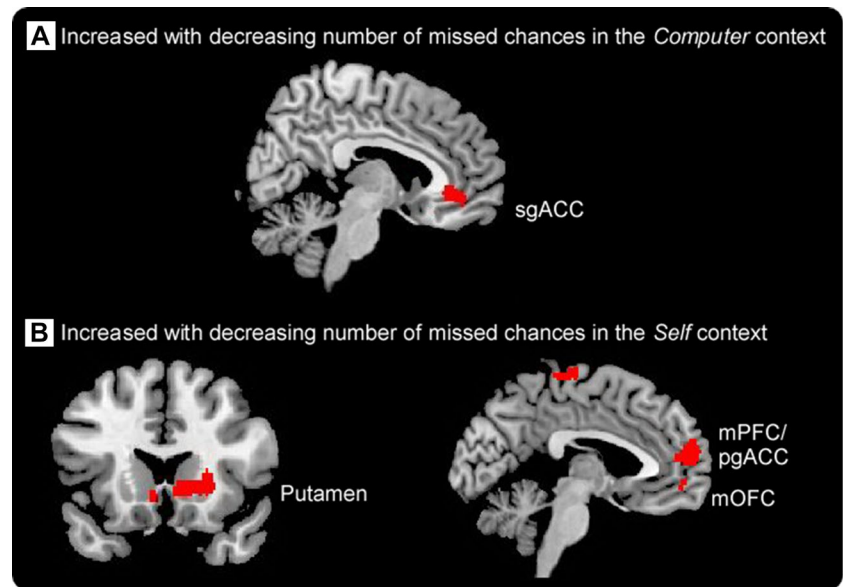 A Increased with decreasing number of missed chances in the Computer context
sgACC
B Increased with decreasing number of missed chances in the Self context
Putamen
mPFC/
pgACC
mOFC